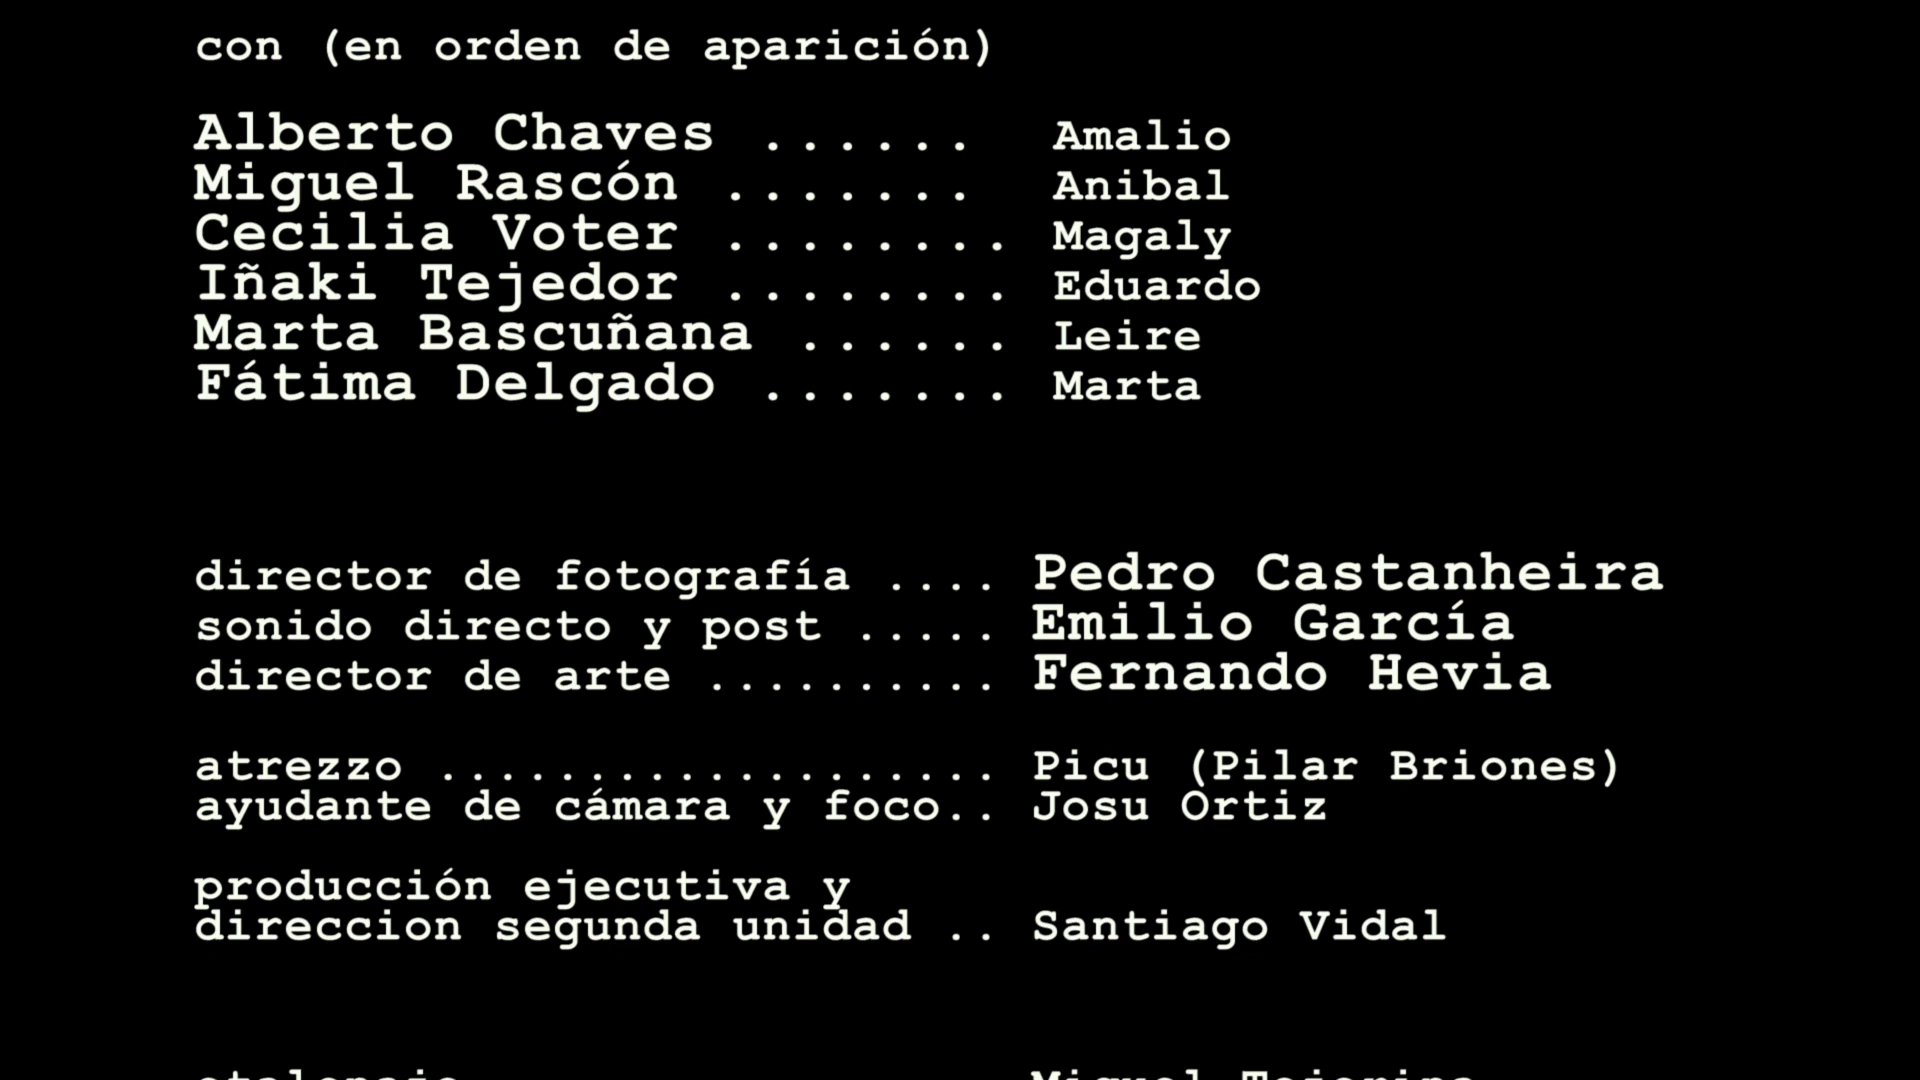 con (en orden de aparición)
Alberto Chaves ...... Amalio
Miguel Rascón ....... Anibal
Cecilia Voter ........ Magaly
Iñaki Tejedor ........ Eduardo
Marta Bascuñana ...... Leire
Fátima Delgado ....... Marta
director de fotografía .... Pedro Castanheira
sonido directo y post ..... Emilio García
director de arte .......... Fernando Hevia
atrezzo ................... Picu (Pilar Briones)
ayudante de cámara y foco.. Josu Ortiz
producción ejecutiva y
direccion segunda unidad .. Santiago Vidal
Miguel